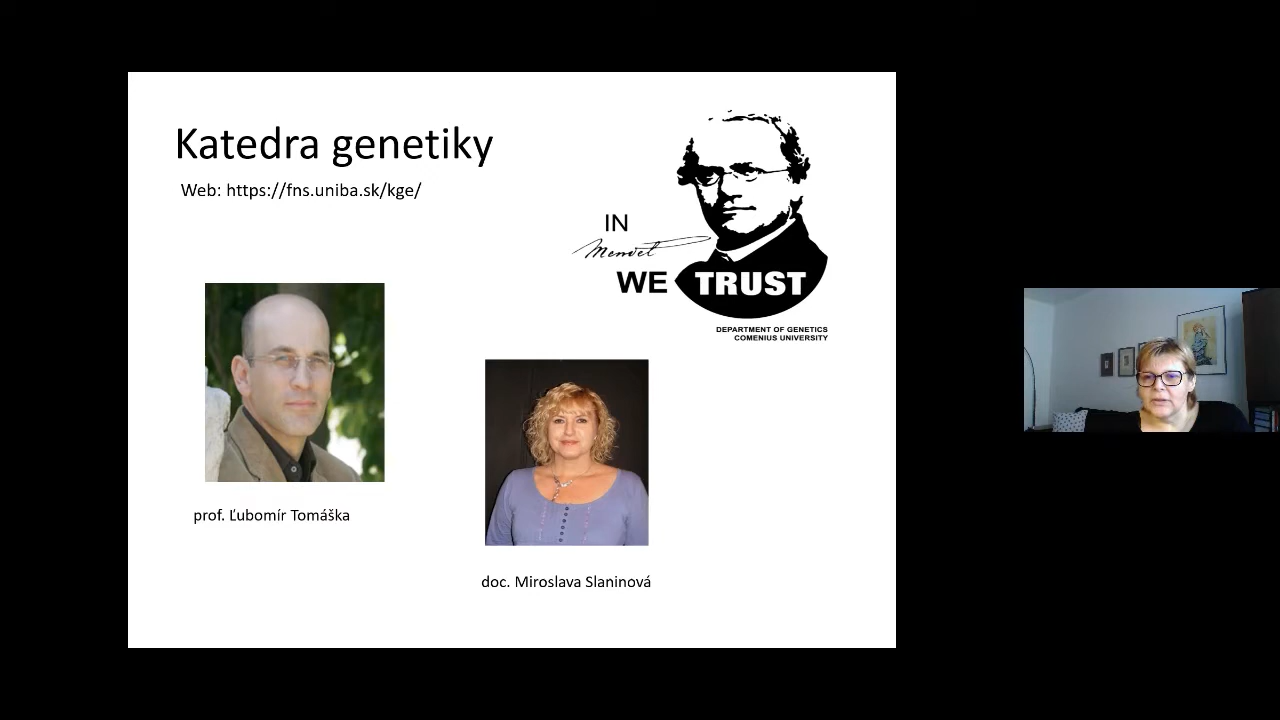 Katedra genetiky
Web: https://fns.uniba.sk/kge/
IN
Mendel
WE TRUST
DEPARTMENT OF GENETICS
COMENIUS UNIVERSITY
prof. Ľubomír Tomáška
doc. Miroslava Slaninová